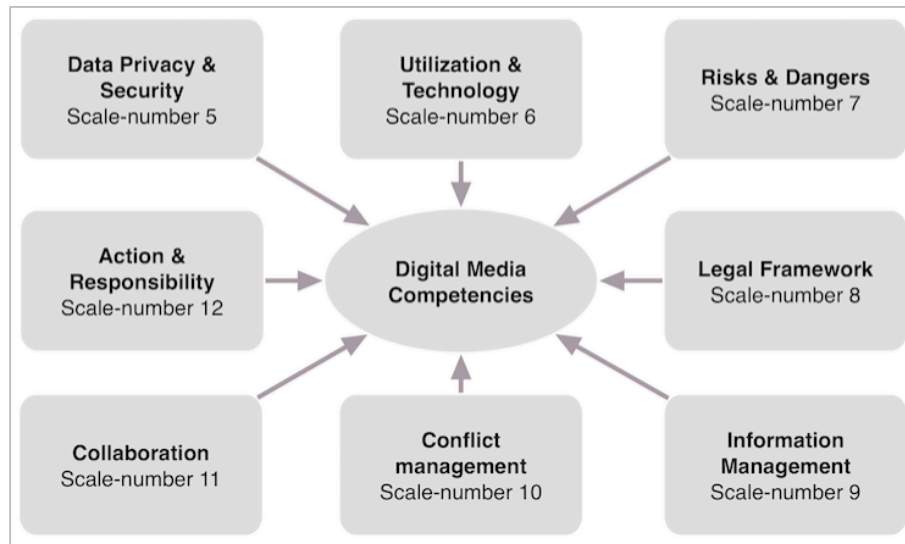 Data Privacy &
Security
Scale-number 5
Utilization &
Technology
Scale-number 6
Risks & Dangers
Scale-number 7
Action &
Responsibility
Scale-number 12
Digital Media
Competencies
Legal Framework
Scale-number 8
Collaboration
Scale-number 11
Conflict
management
Scale-number 10
Information
Management
Scale-number 9